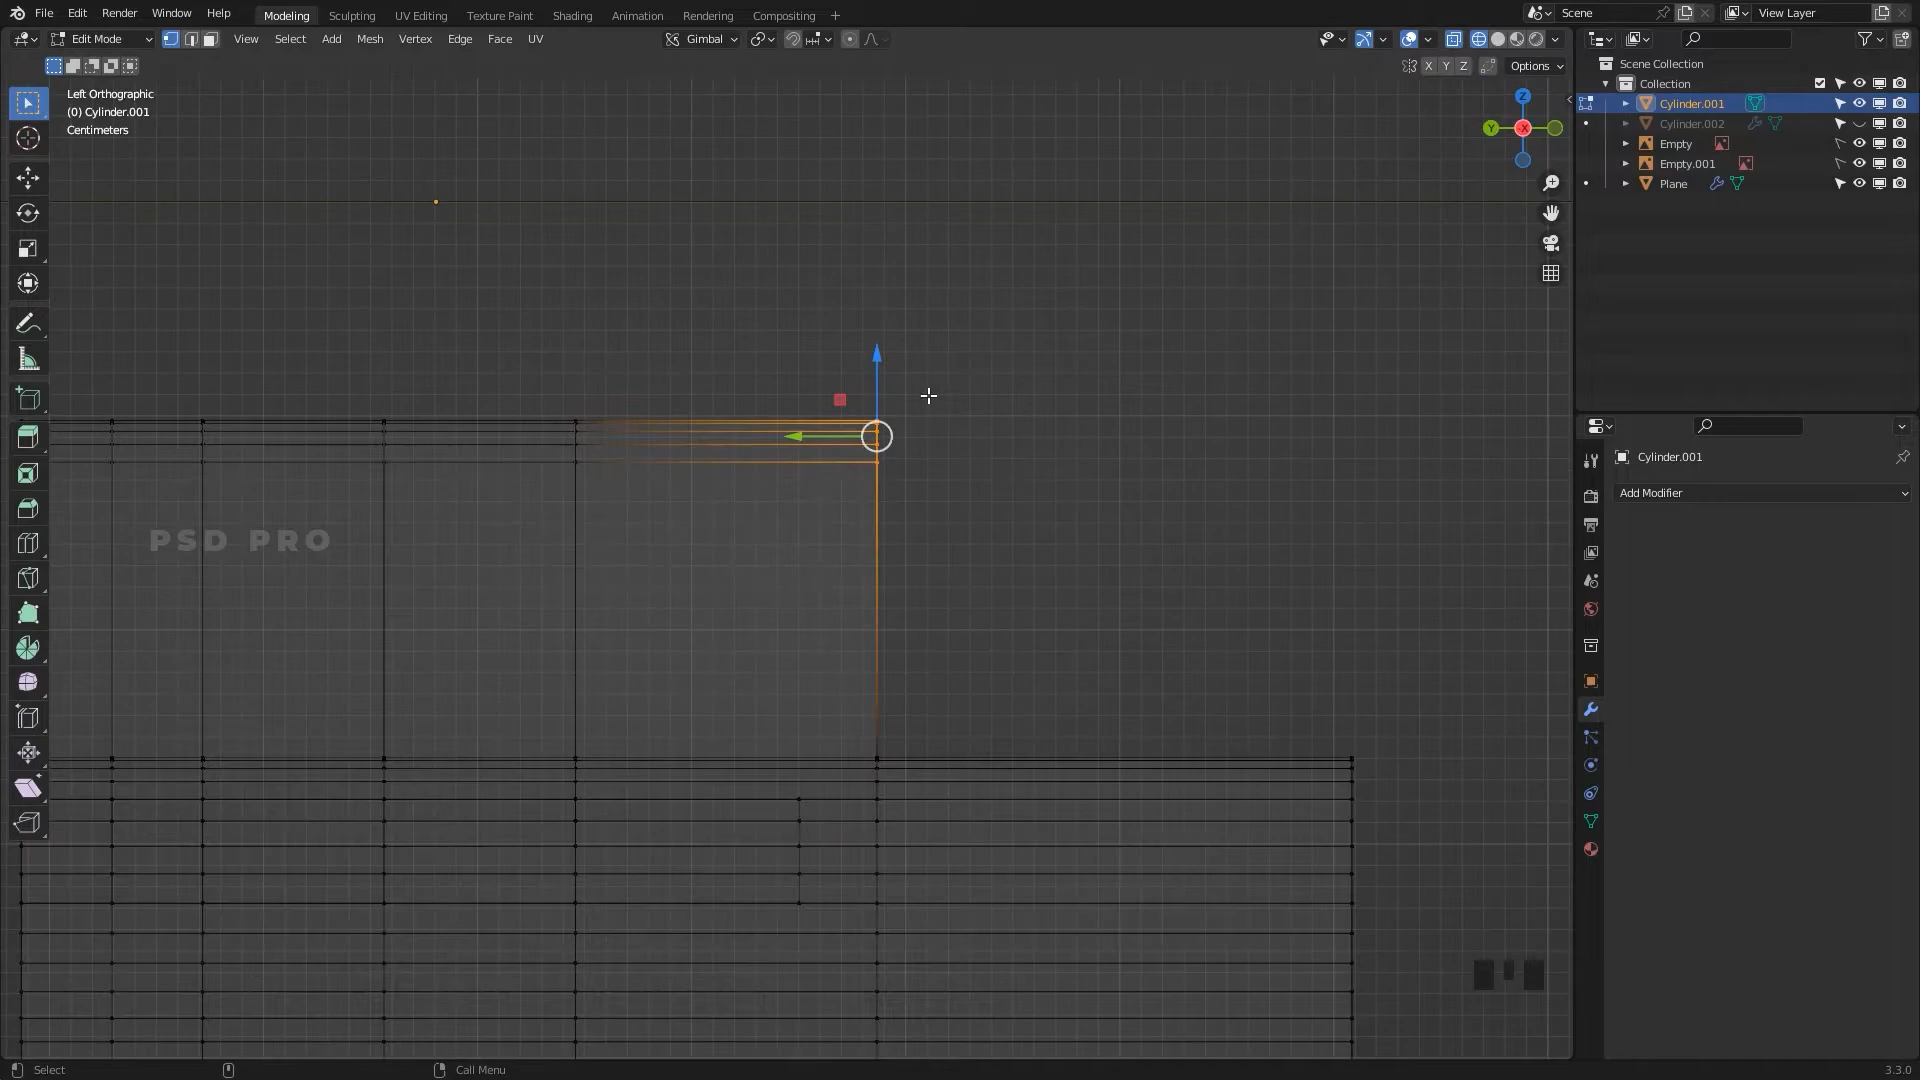 File Edit Render Window Help Modeling Sculpting UV Editing Texture Paint Shading Animation Rendering Compositing + Scene View Layer
Edit Mode View Select Add Mesh Vertex Edge Face UV Gimbal
X Y Z Options
Left Orthographic
(0) Cylinder.001
Centimeters
Z
Y
X
PSD PRO
Scene Collection
Collection
Cylinder.001
Cylinder.002
Empty
Empty.001
Plane
Cylinder.001
Add Modifier
Select Call Menu 3.3.0